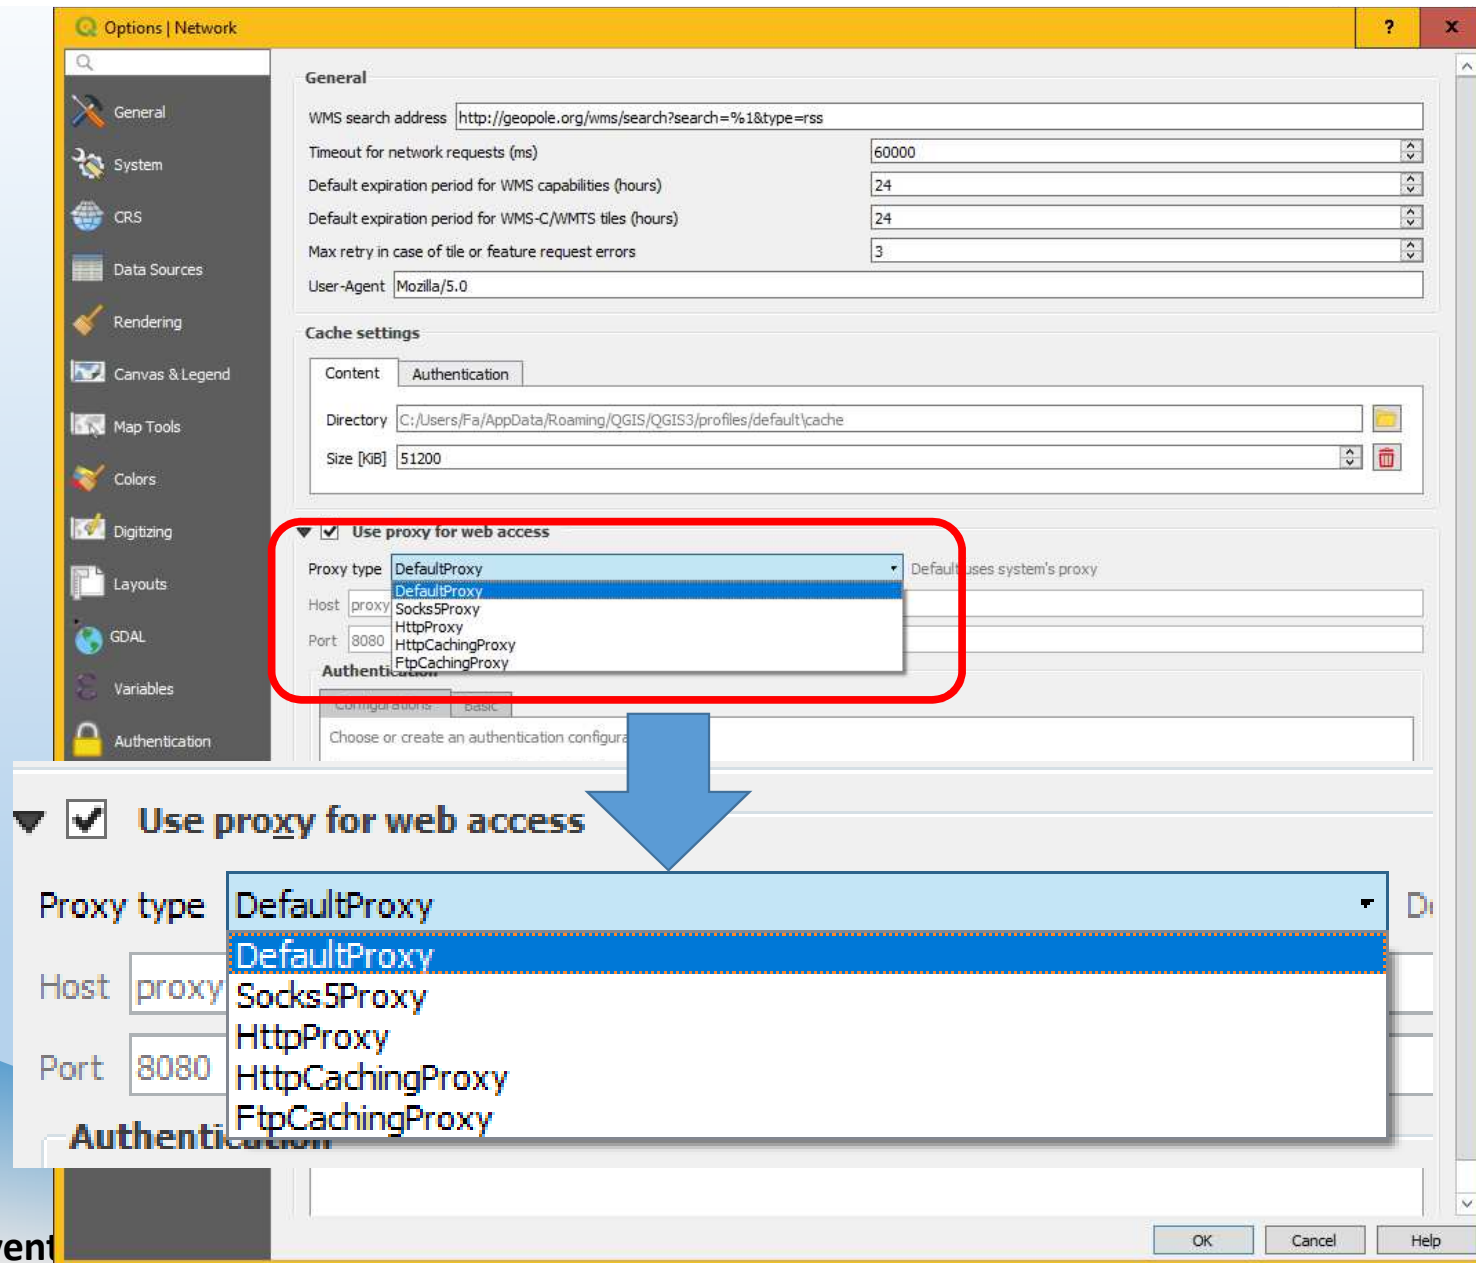 Options | Network
?
x
General
System
CRS
Data Sources
Rendering
Canvas & Legend
Map Tools
Colors
Digitizing
Layouts
GDAL
Variables
Authentication
General
WMS search address http://geopole.org/wms/search?search=%1&type=rss
Timeout for network requests (ms) 60000
Default expiration period for WMS capabilities (hours) 24
Default expiration period for WMS-C/WMTS tiles (hours) 24
Max retry in case of tile or feature request errors 3
User-Agent Mozilla/5.0
Cache settings
Content Authentication
Directory C:/Users/Fa/AppData/Roaming/QGIS/QGIS3/profiles/default\cache
Size [KiB] 51200
Use proxy for web access
Proxy type DefaultProxy Default uses system's proxy
DefaultProxy
Host proxy Socks5Proxy
HttpProxy
Port 8080 HttpCachingProxy
FtpCachingProxy
Authentication
Configurations Basic
Choose or create an authentication configura
Use proxy for web access
Proxy type DefaultProxy
DefaultProxy
Host proxy Socks5Proxy
HttpProxy
Port 8080 HttpCachingProxy
FtpCachingProxy
Authentication
OK Cancel Help